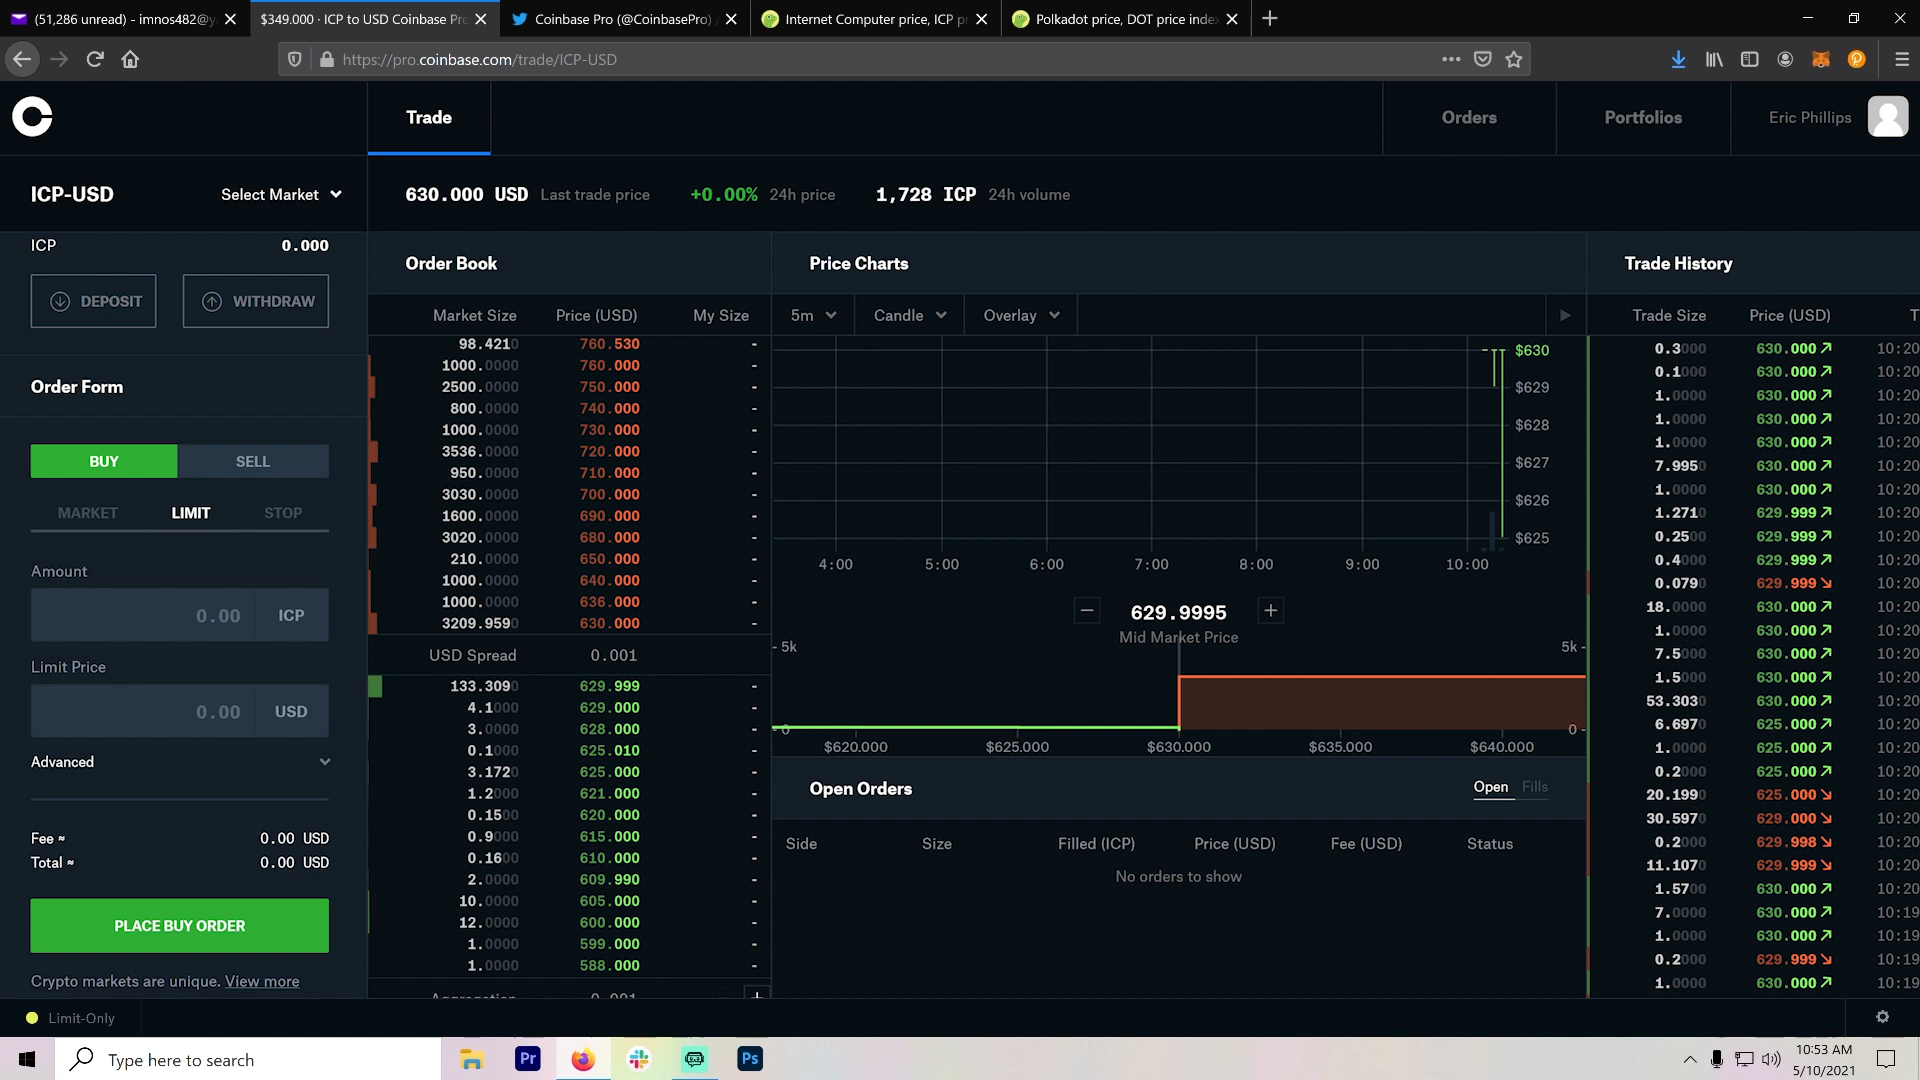 (51,286 unread) - imnos482@y
$349.000 · ICP to USD Coinbase Pro
Coinbase Pro (@CoinbasePro) /
Internet Computer price, ICP pr
Polkadot price, DOT price index
https://pro.coinbase.com/trade/ICP-USD
Trade
Orders
Portfolios
Eric Phillips
ICP-USD
Select Market
630.000 USD Last trade price
+0.00% 24h price
1,728 ICP 24h volume
ICP 0.000
DEPOSIT
WITHDRAW
Order Form
BUY
SELL
MARKET
LIMIT
STOP
Amount
0.00 ICP
Limit Price
0.00 USD
Advanced
Fee ≈ 0.00 USD
Total ≈ 0.00 USD
PLACE BUY ORDER
Crypto markets are unique. View more
Limit-Only
Order Book
Market Size Price (USD) My Size
98.4210 760.530 -
1000.0000 760.000 -
2500.0000 750.000 -
800.0000 740.000 -
1000.0000 730.000 -
3536.0000 720.000 -
950.0000 710.000 -
3030.0000 700.000 -
1600.0000 690.000 -
3020.0000 680.000 -
210.0000 650.000 -
1000.0000 640.000 -
1000.0000 636.000 -
3209.9590 630.000 -
USD Spread 0.001
133.3090 629.999 -
4.1000 629.000 -
3.0000 628.000 -
0.1000 625.010 -
3.1720 625.000 -
1.2000 621.000 -
0.1500 620.000 -
0.9000 615.000 -
0.1600 610.000 -
2.0000 609.990 -
10.0000 605.000 -
12.0000 600.000 -
1.0000 599.000 -
1.0000 588.000 -
Aggregation 0.001
Price Charts
5m
Candle
Overlay
$630
$629
$628
$627
$626
$625
4:00 5:00 6:00 7:00 8:00 9:00 10:00
629.9995
Mid Market Price
- 5k
5k -
- 0
0 -
$620.000 $625.000 $630.000 $635.000 $640.000
Open Orders
Open
Fills
Side Size Filled (ICP) Price (USD) Fee (USD) Status
No orders to show
Trade History
Trade Size Price (USD) T
0.3000 630.000↗ 10:20
0.1000 630.000↗ 10:20
1.0000 630.000↗ 10:20
1.0000 630.000↗ 10:20
1.0000 630.000↗ 10:20
7.9950 630.000↗ 10:20
1.0000 630.000↗ 10:20
1.2710 629.999↗ 10:20
0.2500 629.999↗ 10:20
0.4000 629.999↗ 10:20
0.0790 629.999↘ 10:20
18.0000 630.000↗ 10:20
1.0000 630.000↗ 10:20
7.5000 630.000↗ 10:20
1.5000 630.000↗ 10:20
53.3030 630.000↗ 10:20
6.6970 625.000↗ 10:20
1.0000 625.000↗ 10:20
0.2000 625.000↗ 10:20
20.1990 625.000↘ 10:20
30.5970 629.000↘ 10:20
0.2000 629.998↘ 10:20
11.1070 629.999↘ 10:20
1.5700 630.000↗ 10:20
7.0000 630.000↗ 10:19
1.0000 630.000↗ 10:19
0.2000 629.999↘ 10:19
1.0000 630.000↗ 10:19
Type here to search
Pr
Ps
10:53 AM
5/10/2021